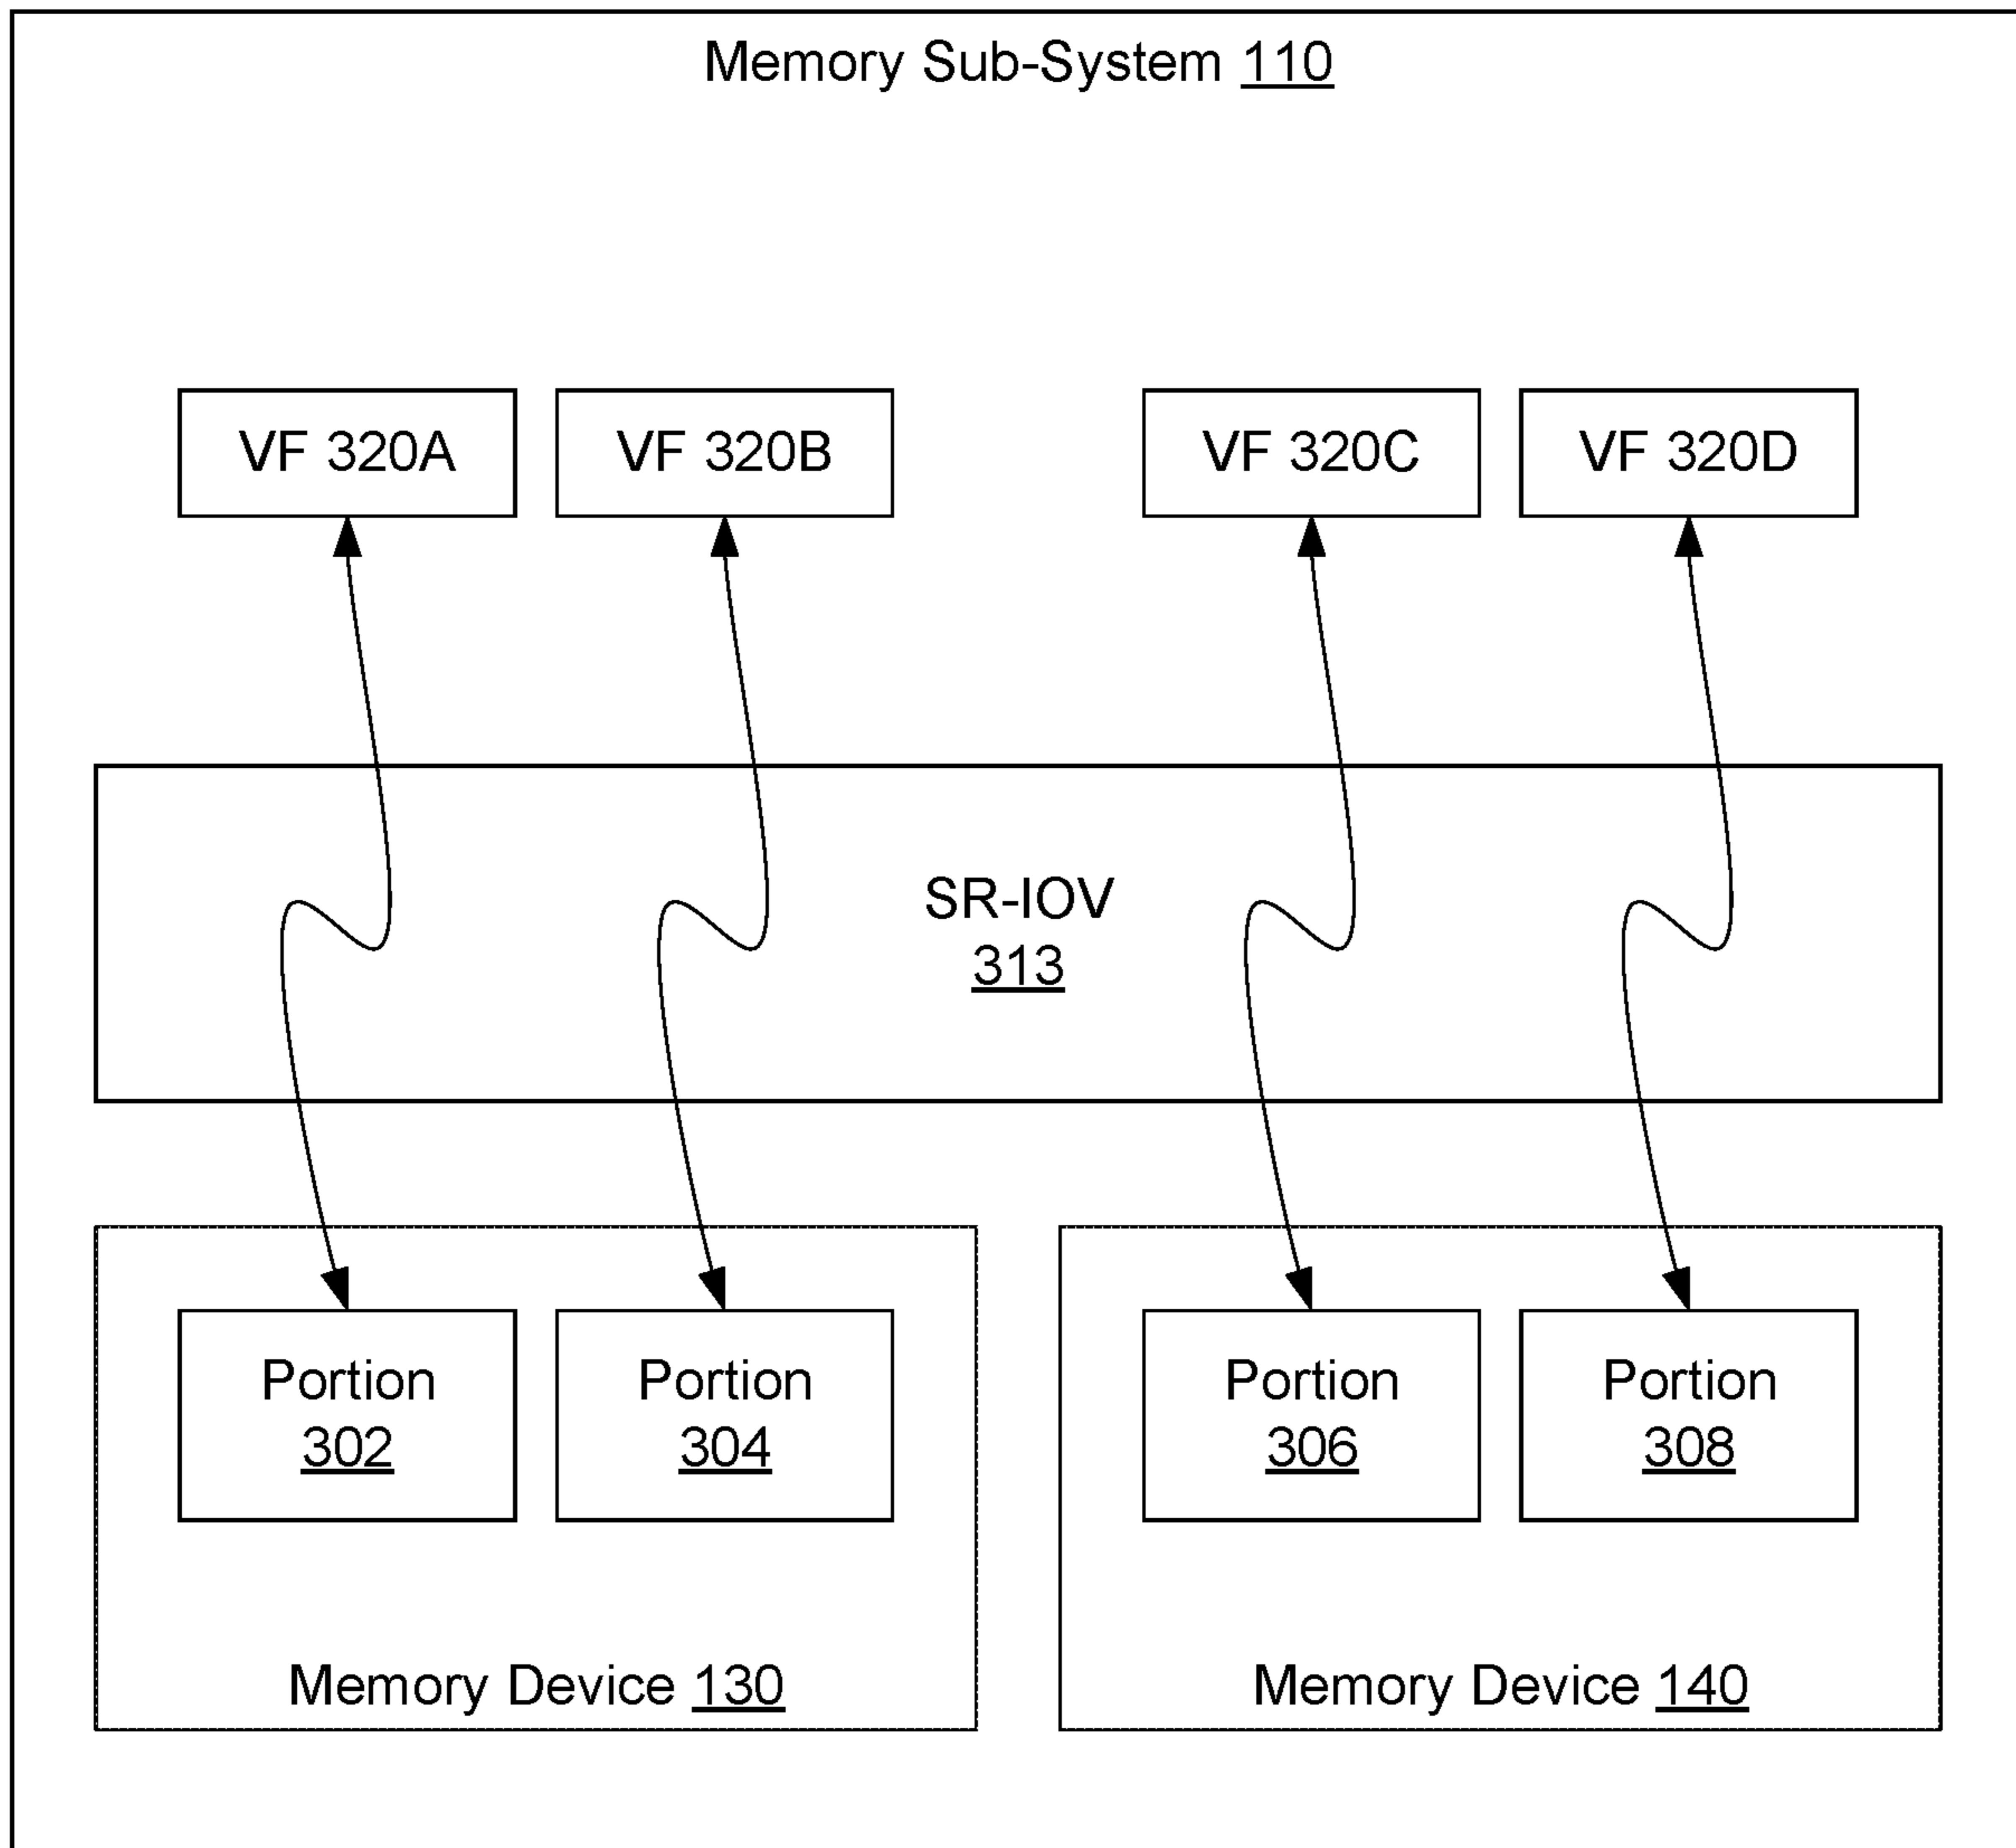 Memory Sub-System 110
VF 320A
VF 320B
VF 320C
VF 320D
SR-IOV
313
Portion
302
Portion
304
Portion
306
Portion
308
Memory Device 130
Memory Device 140